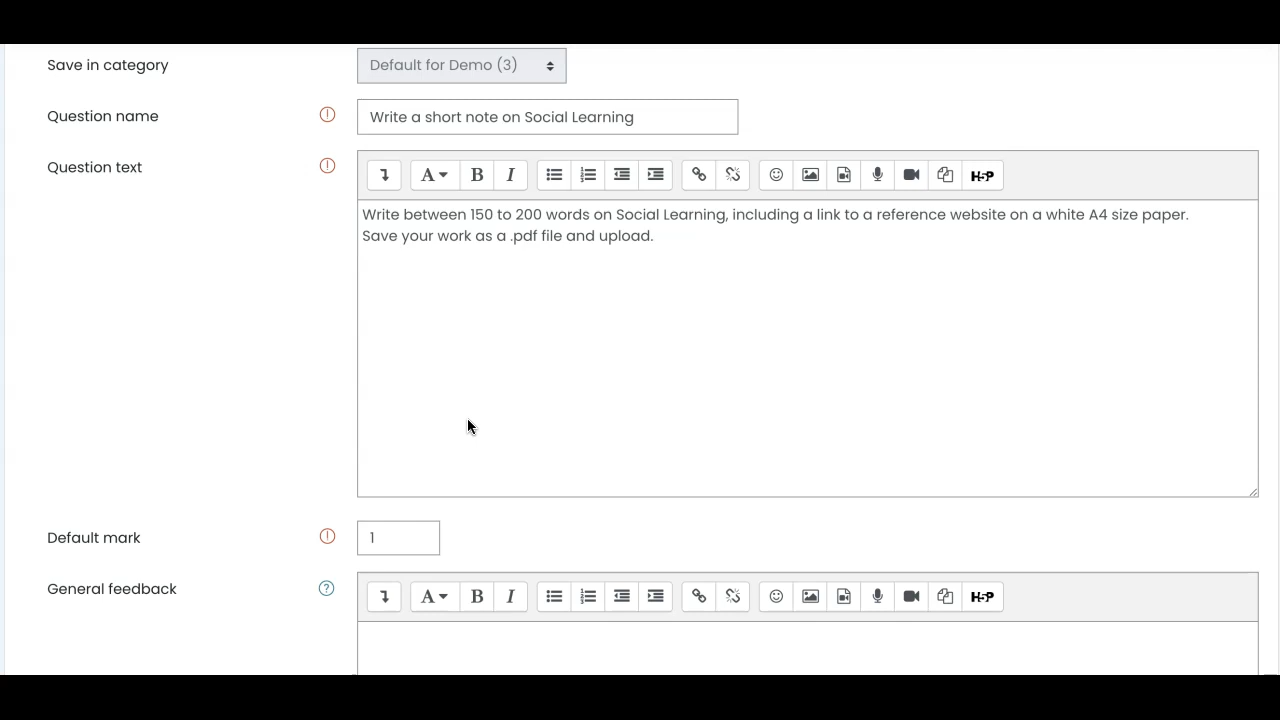 Save in category
Default for Demo (3)
Question name
Write a short note on Social Learning
Question text
A B I
H5P
Write between 150 to 200 words on Social Learning, including a link to a reference website on a white A4 size paper.
Save your work as a .pdf file and upload.
Default mark
1
General feedback
A B I
H5P